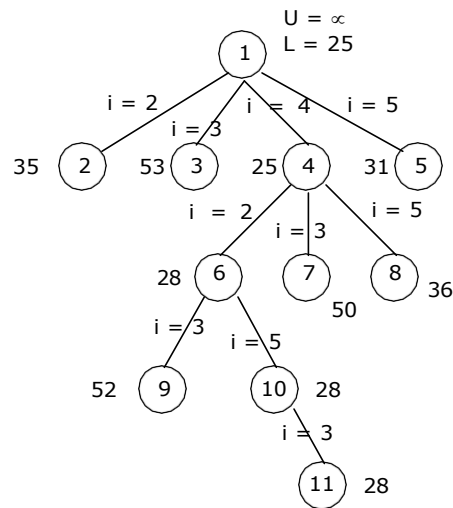 U = ∝
1
L = 25
i = 2
i = 3
i = 4
i = 5
35 2 53 3 25 4 31 5
i = 2
i = 3
i = 5
28 6 7 8 36
50
i = 3
i = 5
52 9 10 28
i = 3
11 28